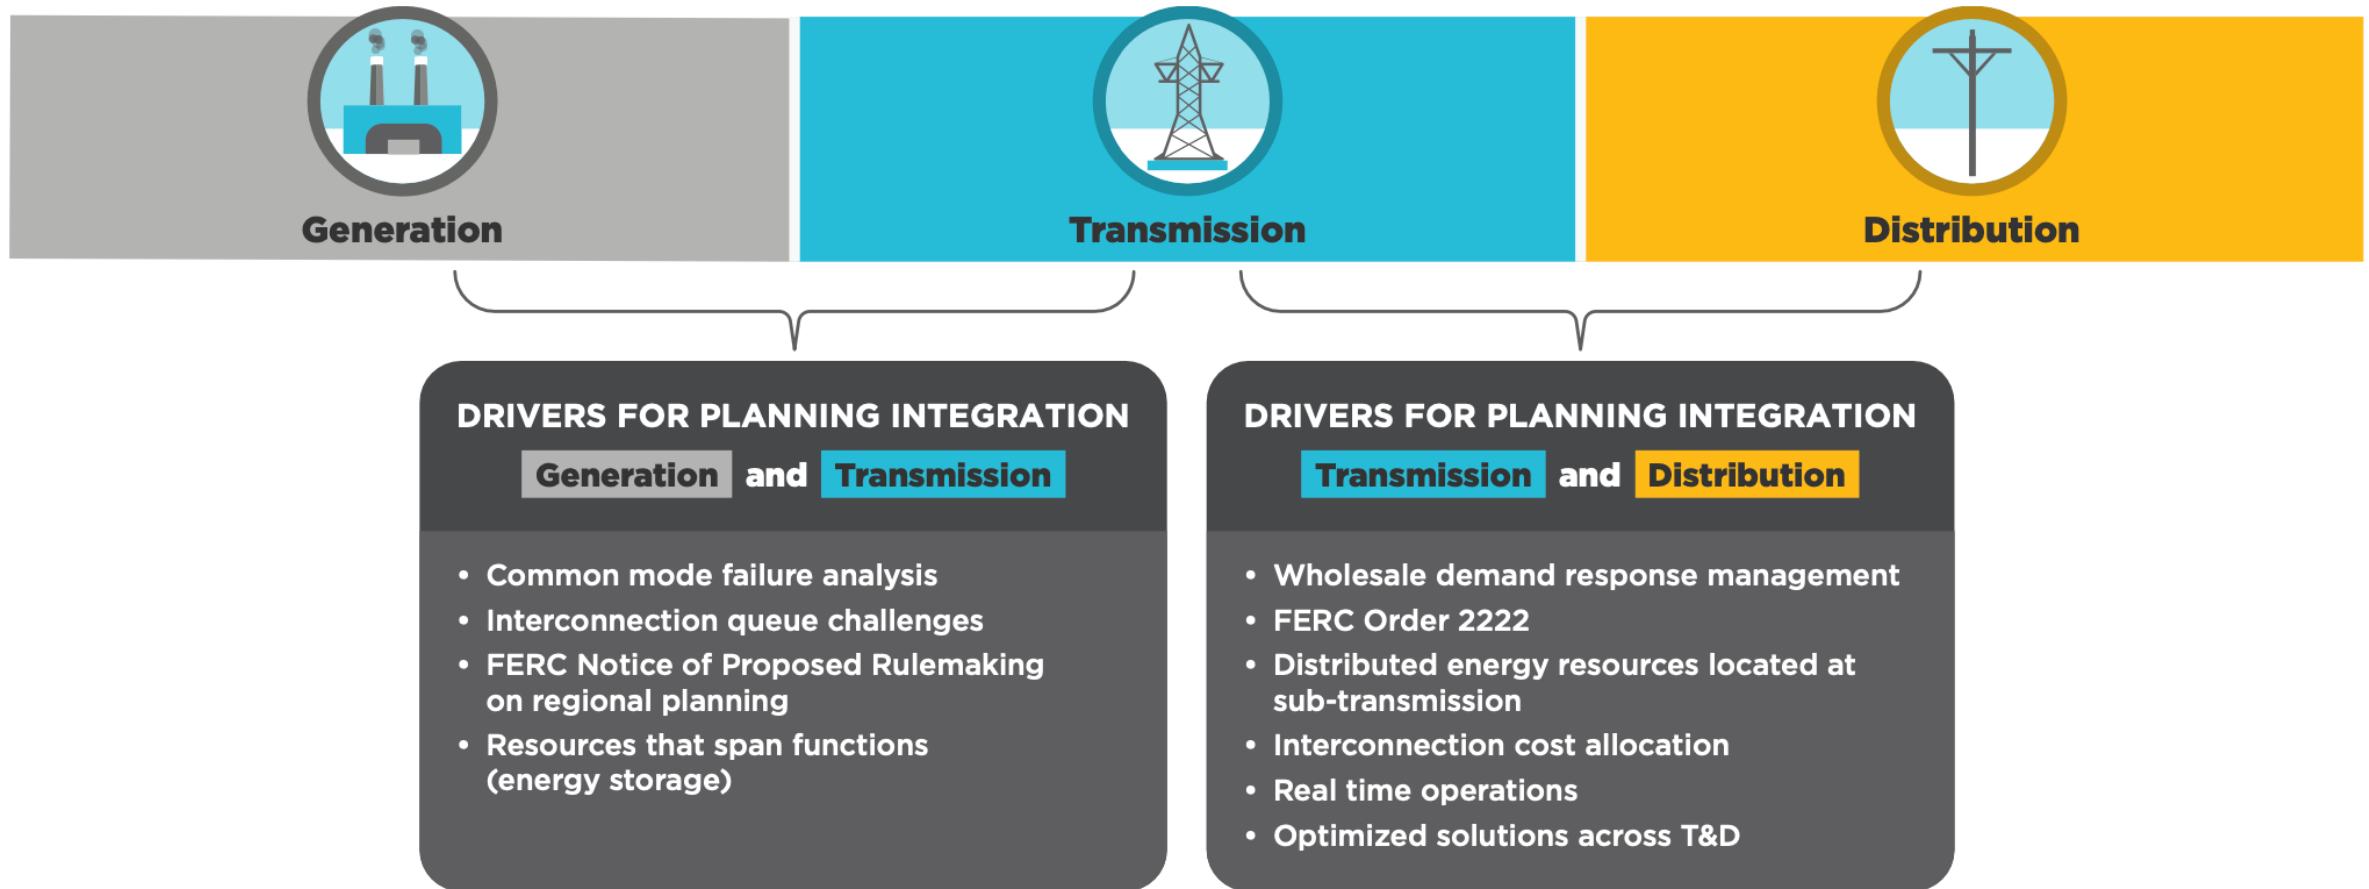 Generation
Transmission
Distribution
DRIVERS FOR PLANNING INTEGRATION
Generation and Transmission
• Common mode failure analysis
• Interconnection queue challenges
• FERC Notice of Proposed Rulemaking
on regional planning
• Resources that span functions
(energy storage)
DRIVERS FOR PLANNING INTEGRATION
Transmission and Distribution
• Wholesale demand response management
• FERC Order 2222
• Distributed energy resources located at
sub-transmission
• Interconnection cost allocation
• Real time operations
• Optimized solutions across T&D